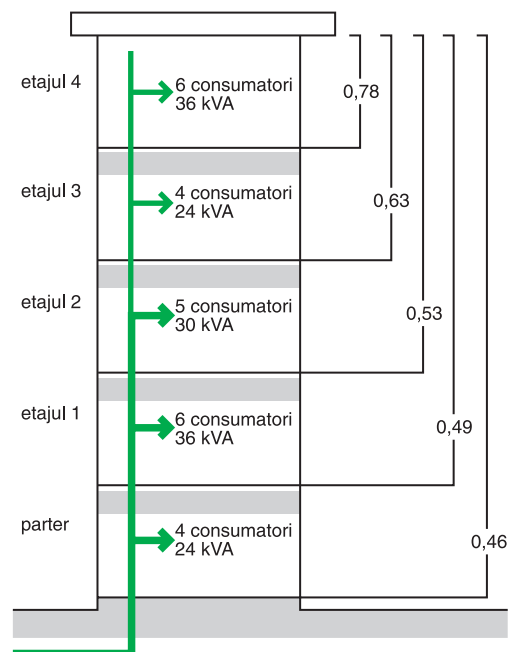 etajul 4
6 consumatori
36 kVA
0,78
etajul 3
4 consumatori
24 kVA
0,63
etajul 2
5 consumatori
30 kVA
0,53
etajul 1
6 consumatori
36 kVA
0,49
parter
4 consumatori
24 kVA
0,46